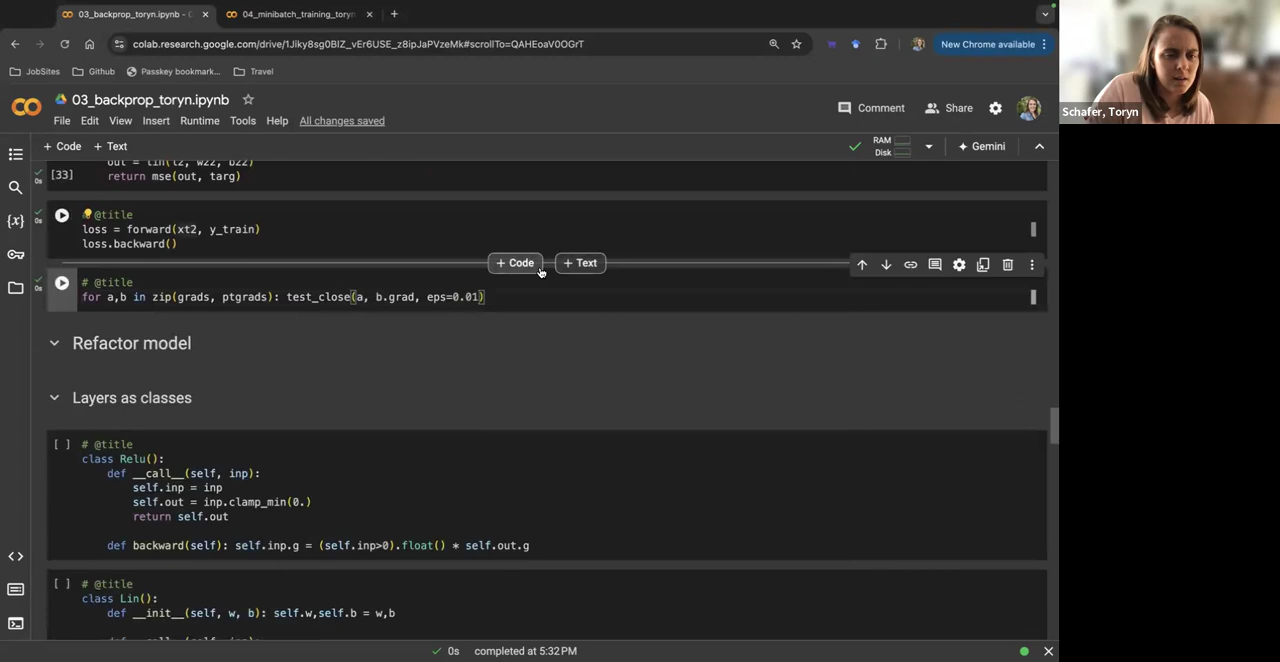 03_backprop_toryn.ipynb - C
04_minibatch_training_toryn
colab.research.google.com/drive/1Jiky8sg0BIZ_vEr6USE_z8ipJaPVzeMk#scrollTo=QAHEoaV0OGrT
New Chrome available
JobSites
Github
Passkey bookmark...
Travel
03_backprop_toryn.ipynb
Comment
Share
File Edit View Insert Runtime Tools Help All changes saved
+ Code + Text
RAM
Disk
Gemini
out = lin(l2, w22, b22)
[33] return mse(out, targ)
0s
# @title
loss = forward(xt2, y_train)
loss.backward()
0s
+ Code + Text
# @title
for a,b in zip(grads, ptgrads): test_close(a, b.grad, eps=0.01)
0s
Refactor model
Layers as classes
[ ] # @title
class Relu():
def __call__(self, inp):
self.inp = inp
self.out = inp.clamp_min(0.)
return self.out
def backward(self): self.inp.g = (self.inp>0).float() * self.out.g
[ ] # @title
class Lin():
def __init__(self, w, b): self.w,self.b = w,b
0s completed at 5:32 PM
Schafer, Toryn